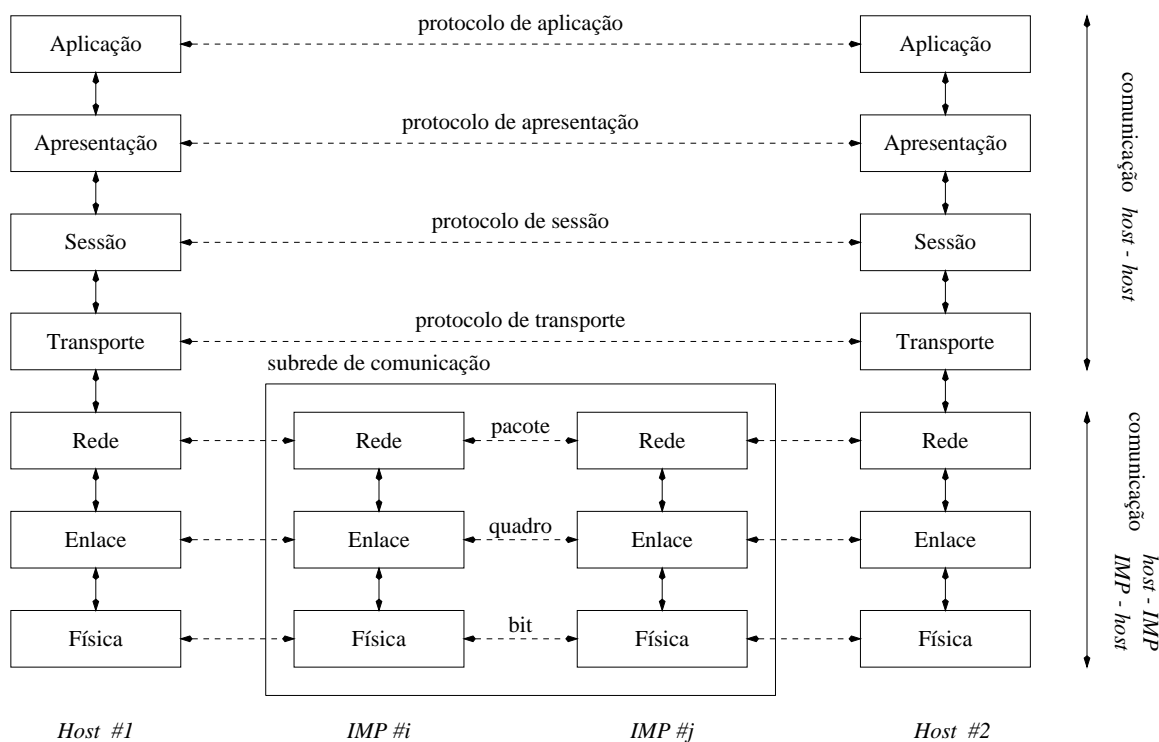 protocolo de aplicação
Aplicação
Aplicação
protocolo de apresentação
Apresentação
Apresentação
protocolo de sessão
Sessão
Sessão
protocolo de transporte
Transporte
Transporte
subrede de comunicação
Rede
Rede
pacote
Rede
Rede
Enlace
Enlace
quadro
Enlace
Enlace
Física
Física
bit
Física
Física
Host #1
IMP #i
IMP #j
Host #2
comunicação host - host
comunicação host - IMP
IMP - host